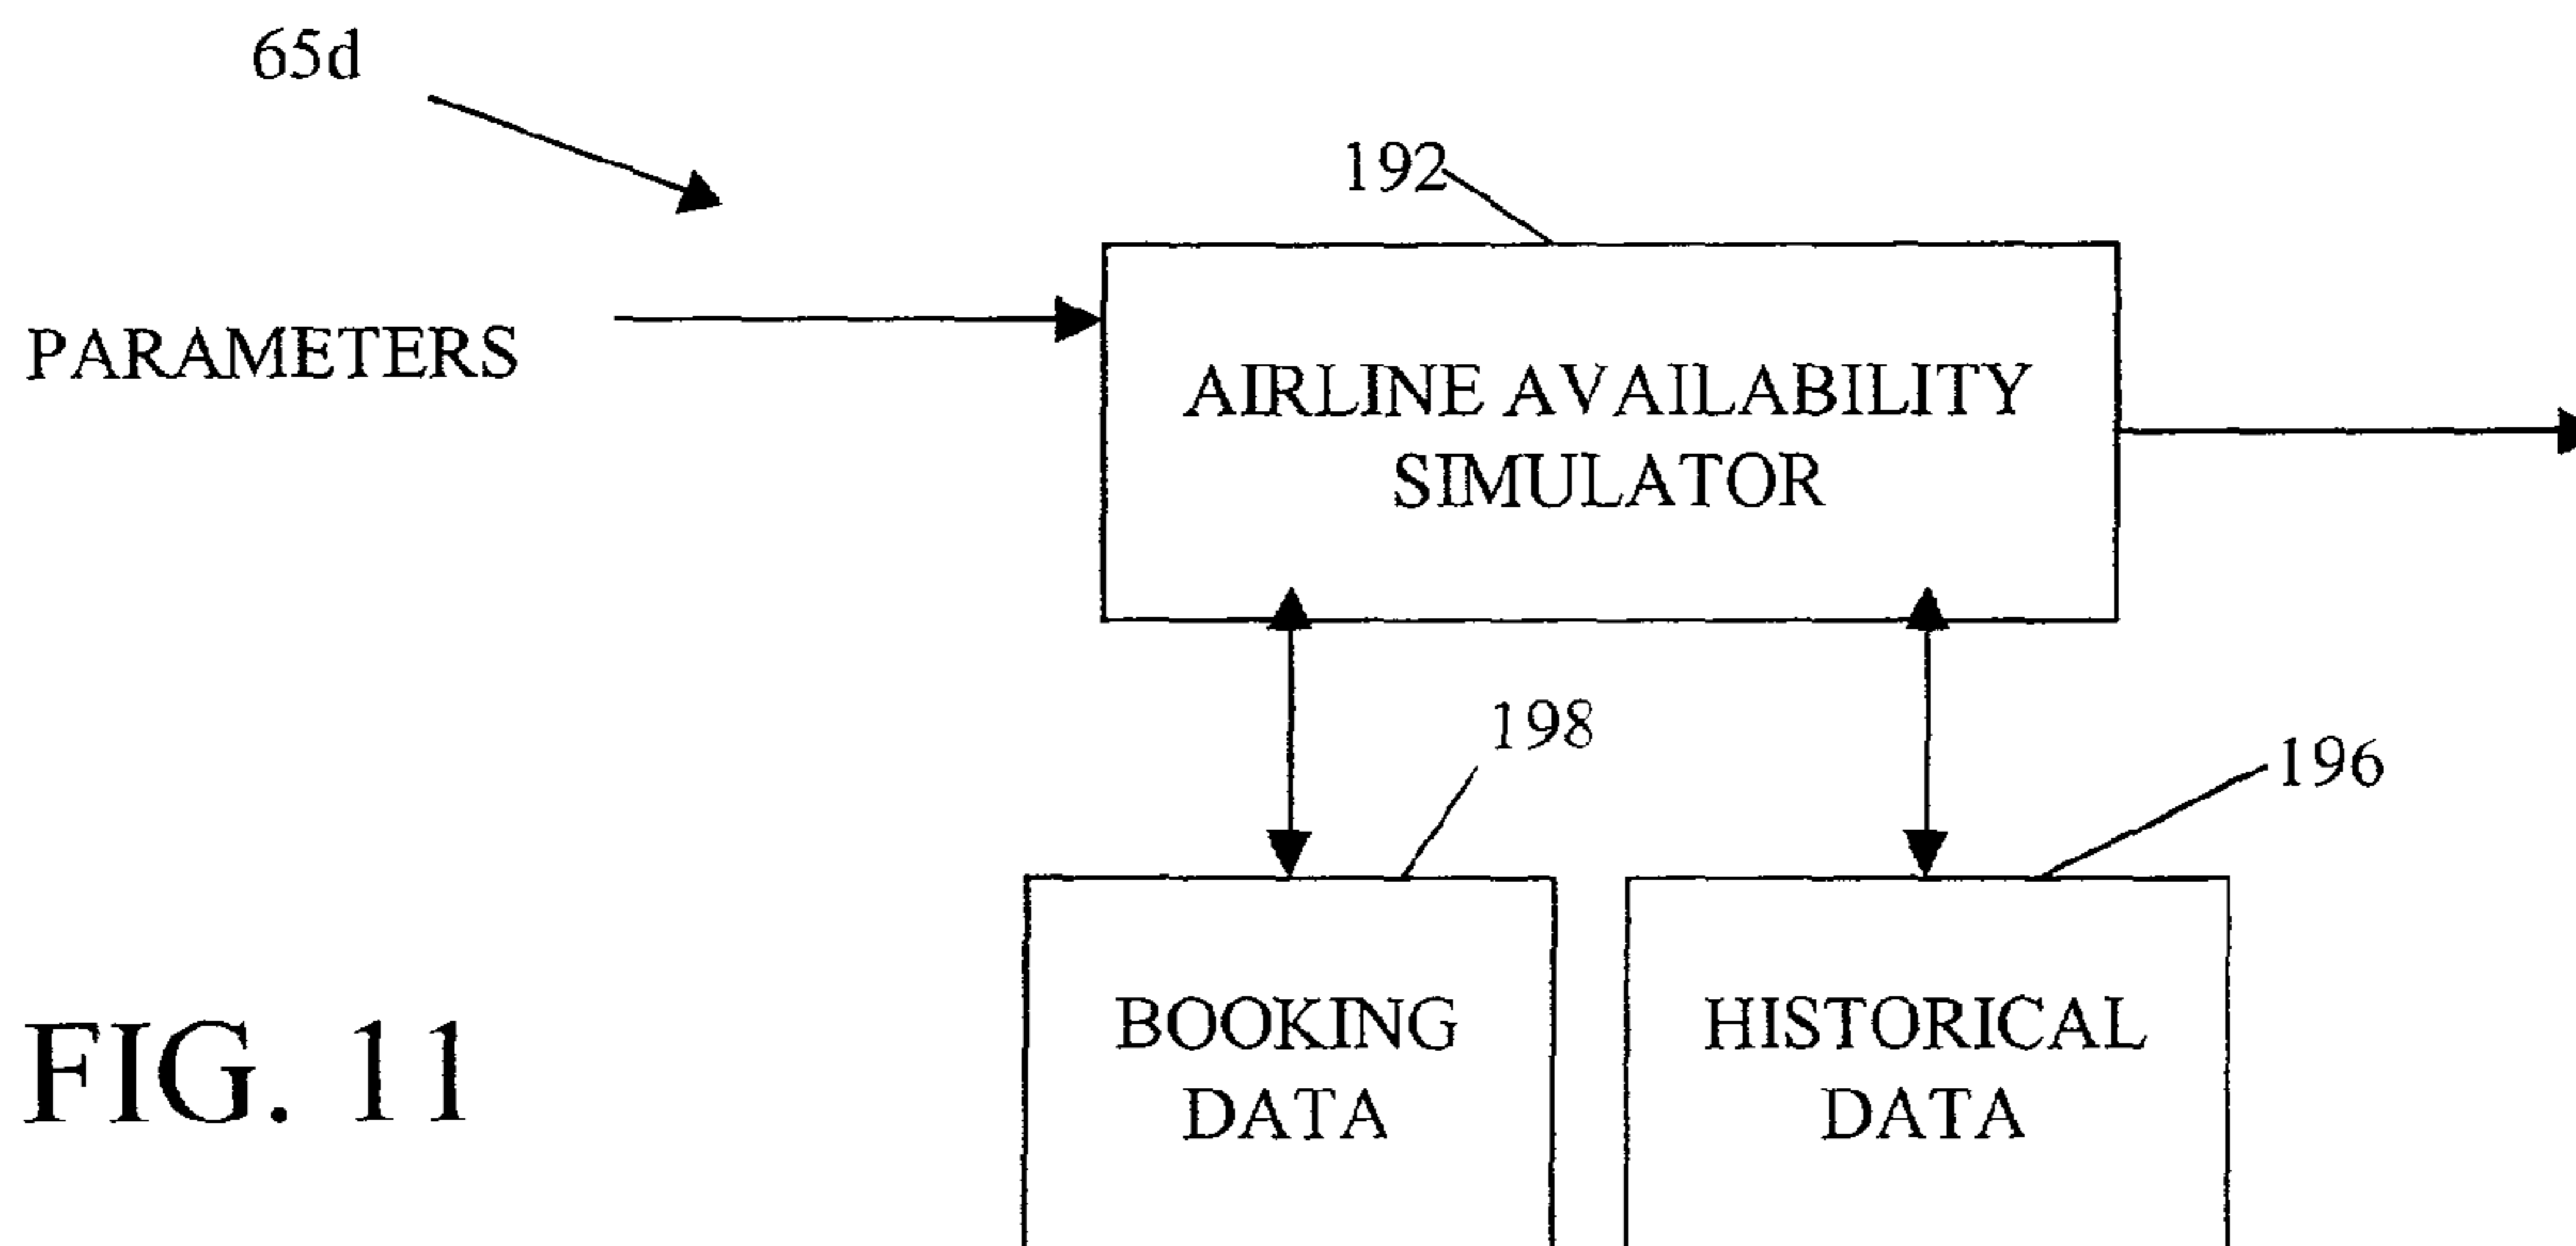 65d
192
PARAMETERS
AIRLINE AVAILABILITY
SIMULATOR
198
196
BOOKING
DATA
HISTORICAL
DATA
FIG. 11